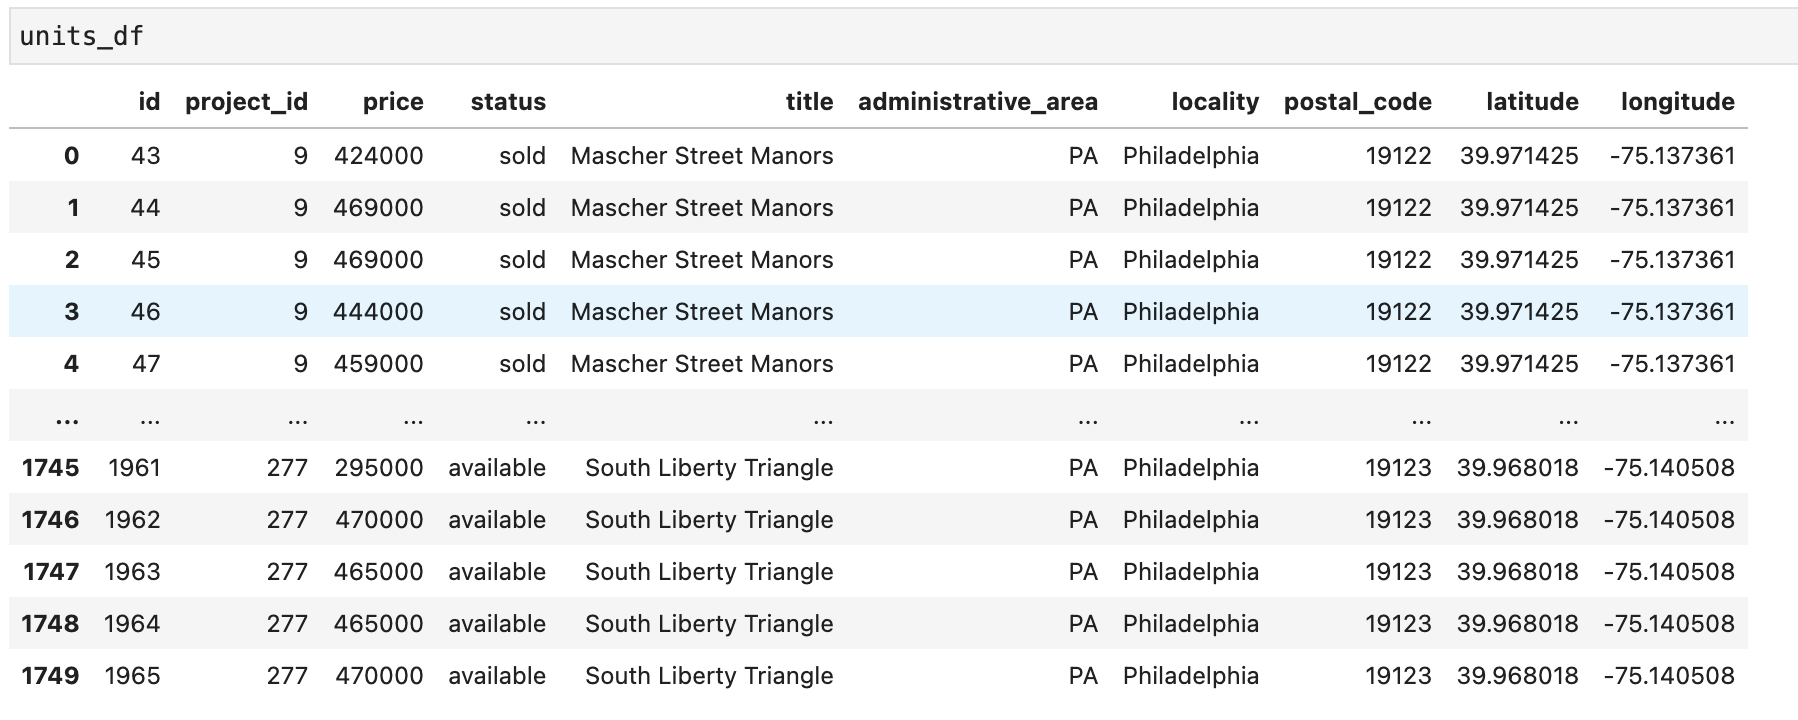 units_df
id project_id price status title administrative_area locality postal_code latitude longitude
0 43 9 424000 sold Mascher Street Manors PA Philadelphia 19122 39.971425 -75.137361
1 44 9 469000 sold Mascher Street Manors PA Philadelphia 19122 39.971425 -75.137361
2 45 9 469000 sold Mascher Street Manors PA Philadelphia 19122 39.971425 -75.137361
3 46 9 444000 sold Mascher Street Manors PA Philadelphia 19122 39.971425 -75.137361
4 47 9 459000 sold Mascher Street Manors PA Philadelphia 19122 39.971425 -75.137361
... ... ... ... ... ... ... ... ... ... ...
1745 1961 277 295000 available South Liberty Triangle PA Philadelphia 19123 39.968018 -75.140508
1746 1962 277 470000 available South Liberty Triangle PA Philadelphia 19123 39.968018 -75.140508
1747 1963 277 465000 available South Liberty Triangle PA Philadelphia 19123 39.968018 -75.140508
1748 1964 277 465000 available South Liberty Triangle PA Philadelphia 19123 39.968018 -75.140508
1749 1965 277 470000 available South Liberty Triangle PA Philadelphia 19123 39.968018 -75.140508